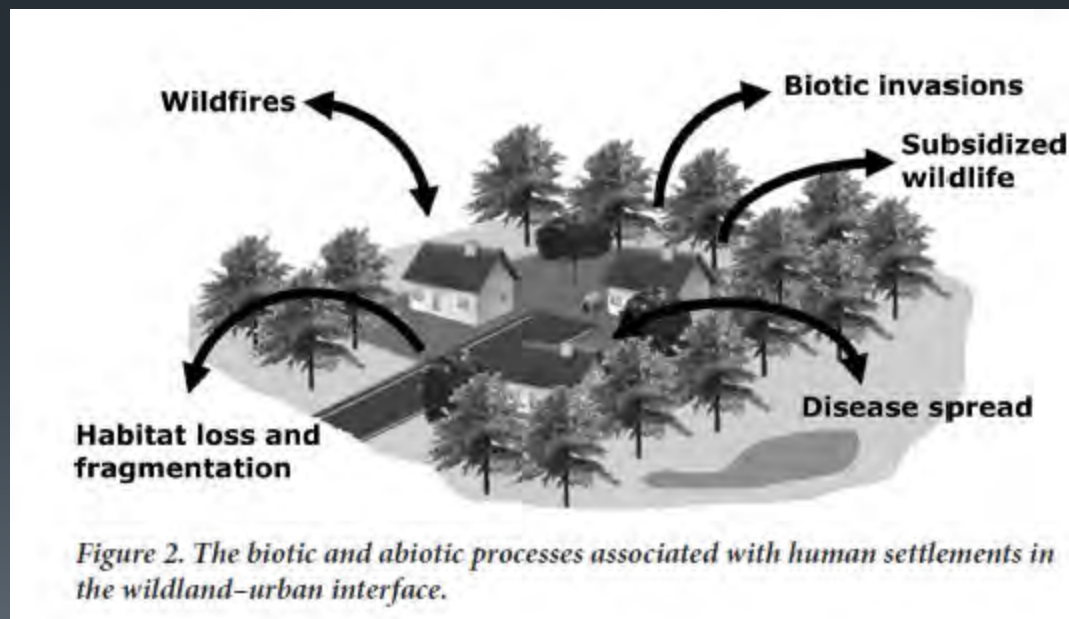 Wildfires
Biotic invasions
Subsidized
wildlife
Disease spread
Habitat loss and
fragmentation
Figure 2. The biotic and abiotic processes associated with human settlements in
the wildland–urban interface.